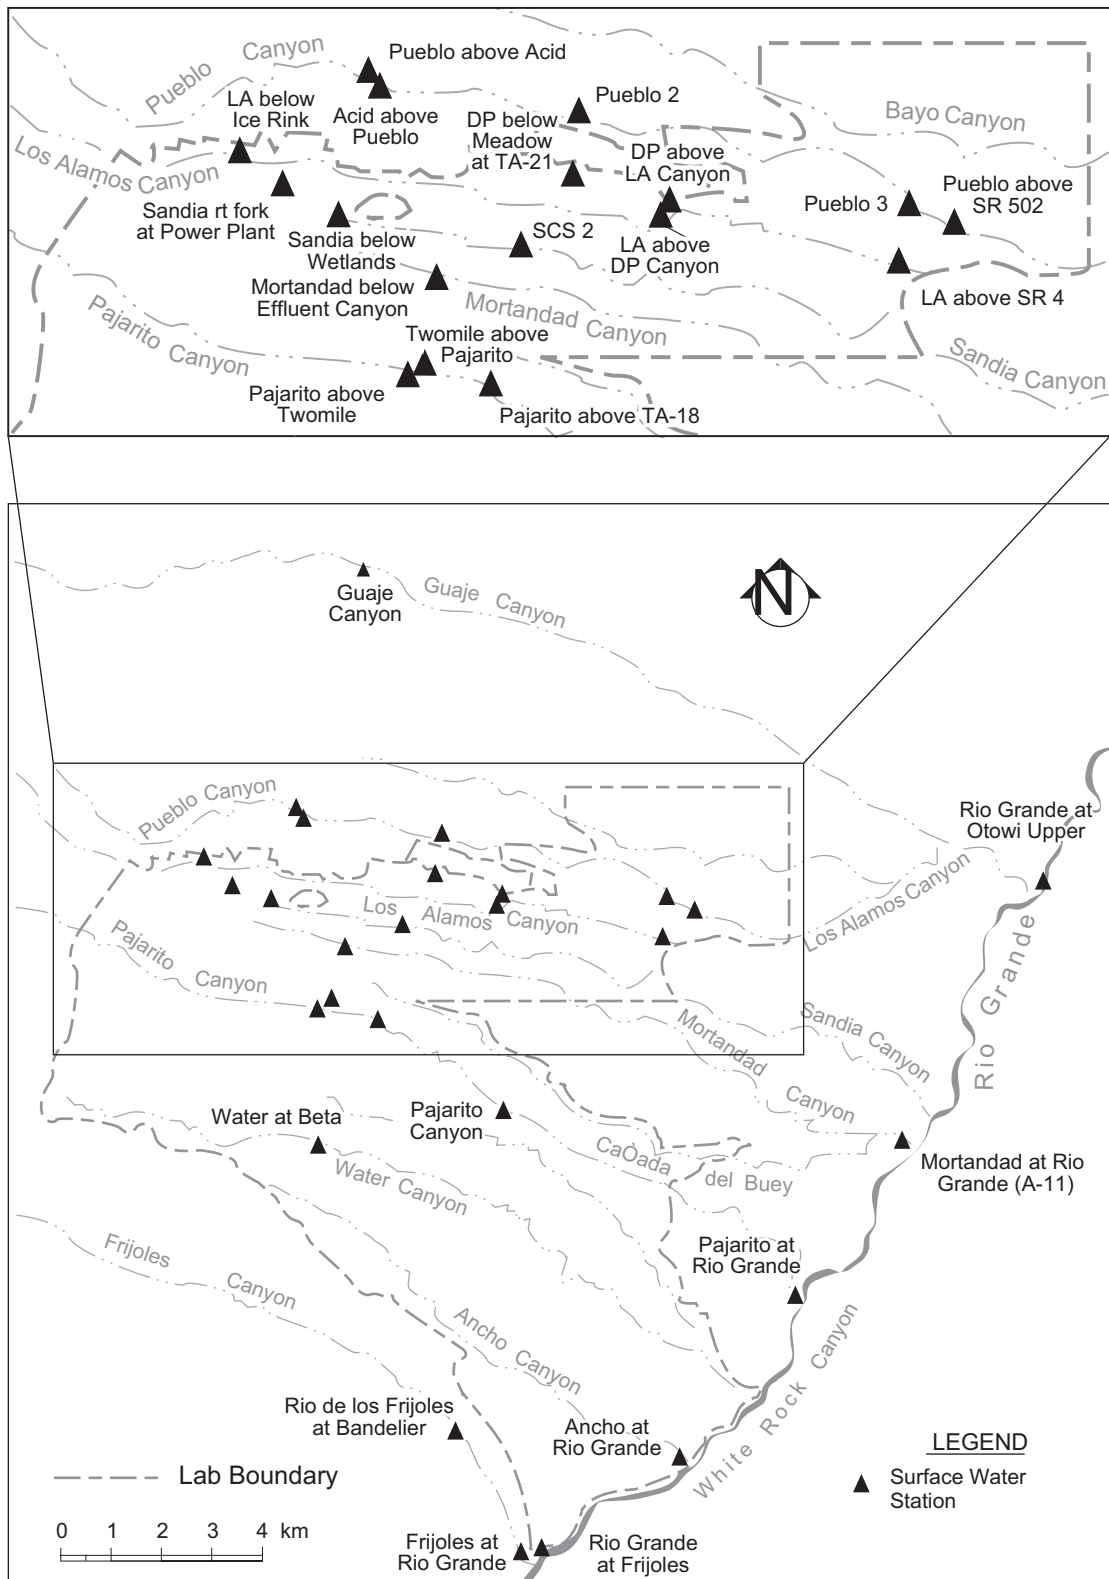 Pueblo Canyon
Pueblo above Acid
LA below
Ice Rink
Acid above
Pueblo
DP below
Meadow
at TA-21
Pueblo 2
Bayo Canyon
DP above
LA Canyon
Los Alamos Canyon
Sandia rt fork
at Power Plant
Sandia below
Wetlands
SCS 2
LA above
DP Canyon
Pueblo 3
Pueblo above
SR 502
Mortandad below
Effluent Canyon
Mortandad Canyon
LA above SR 4
Pajarito Canyon
Twomile above
Pajarito
Sandia Canyon
Pajarito above
Twomile
Pajarito above TA-18
Guaje
Canyon
Guaje Canyon
N
Pueblo Canyon
Rio Grande at
Otowi Upper
Los Alamos Canyon
Los Alamos Canyon
Pajarito Canyon
Rio Grande
Sandia Canyon
Mortandad Canyon
Water at Beta
Pajarito
Canyon
CaÒada del Buey
Mortandad at Rio
Grande (A-11)
Water Canyon
Frijoles Canyon
Pajarito at
Rio Grande
Ancho Canyon
White Rock Canyon
Rio de los Frijoles
at Bandelier
Ancho at
Rio Grande
LEGEND
Surface Water
Station
Lab Boundary
0 1 2 3 4 km
Frijoles at
Rio Grande
Rio Grande
at Frijoles